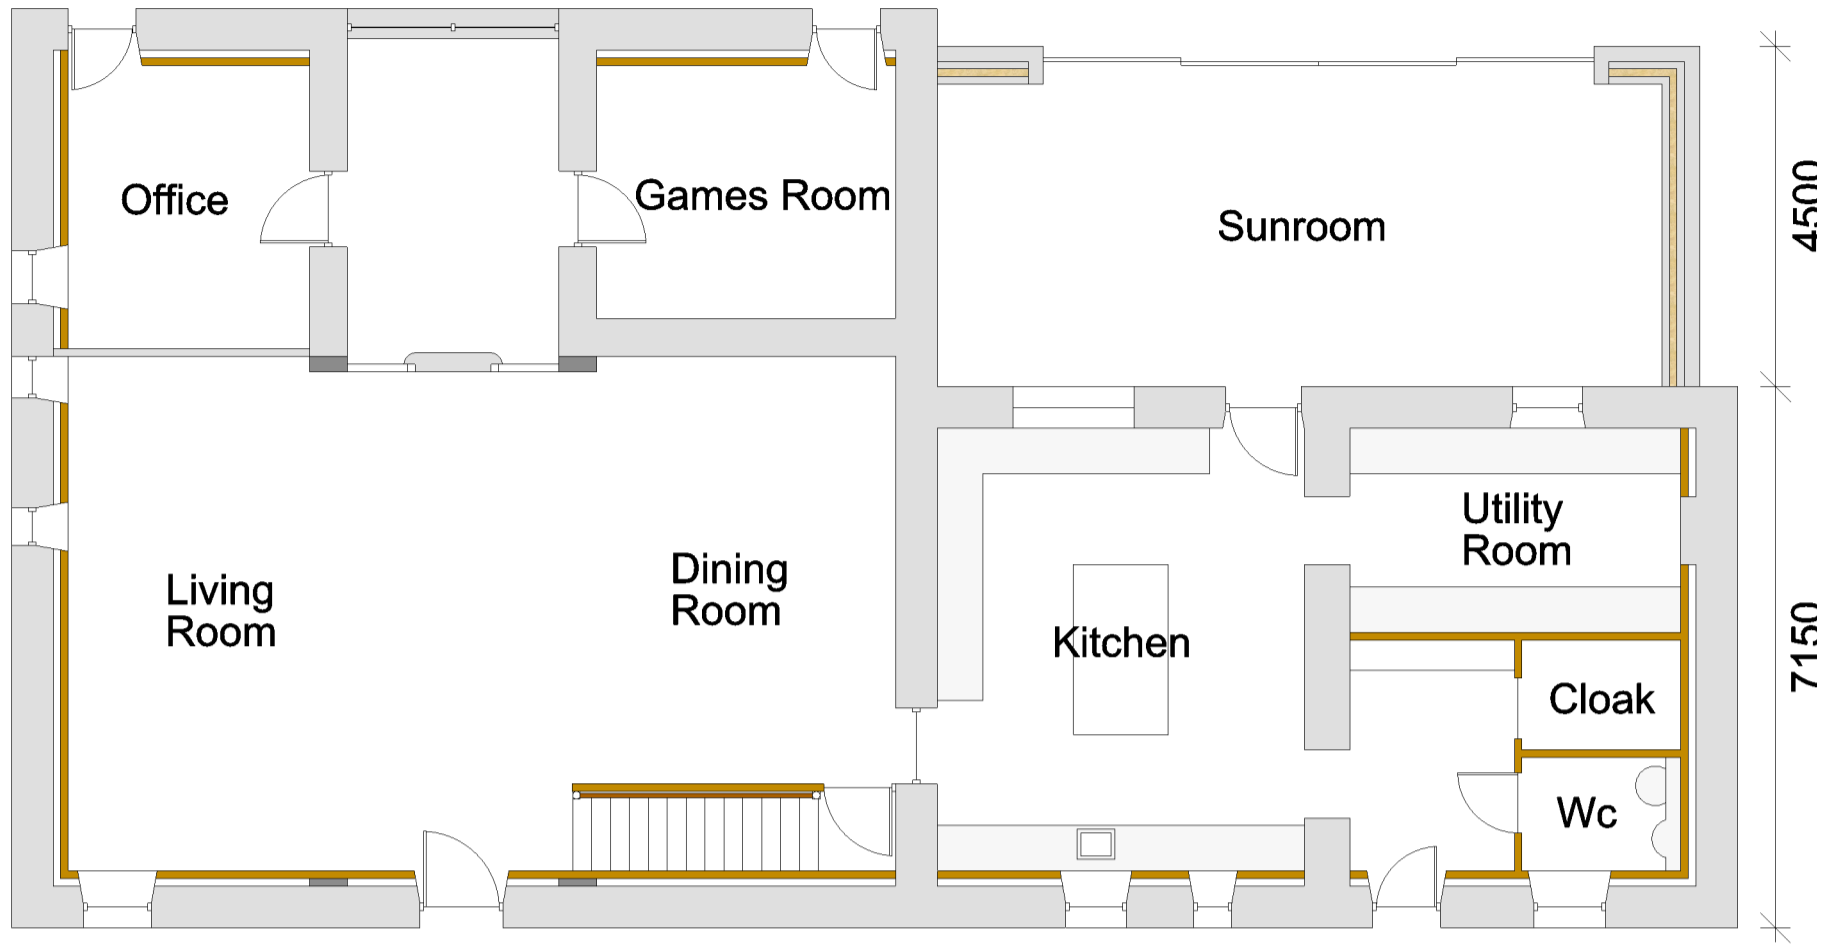 Office
Games Room
Sunroom
4500
Utility
Room
Living
Room
Dining
Room
Kitchen
Cloak
Wc
7150